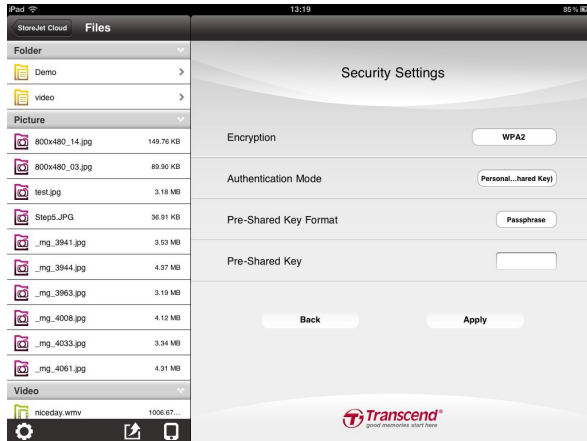 iPad 13:19 85 %
StoreJet Cloud Files
Folder
Demo
video
Picture
800x480_14.jpg 149.76 KB
800x480_03.jpg 89.90 KB
test.jpg 3.18 MB
Step5.JPG 36.91 KB
_mg_3941.jpg 3.53 MB
_mg_3944.jpg 4.37 MB
_mg_3963.jpg 3.19 MB
_mg_4008.jpg 4.12 MB
_mg_4033.jpg 3.34 MB
_mg_4061.jpg 4.31 MB
Video
niceday.wmv 1006.67...
Security Settings
Encryption WPA2
Authentication Mode Personal...hared Key)
Pre-Shared Key Format Passphrase
Pre-Shared Key
Back Apply
Transcend®
good memories start here